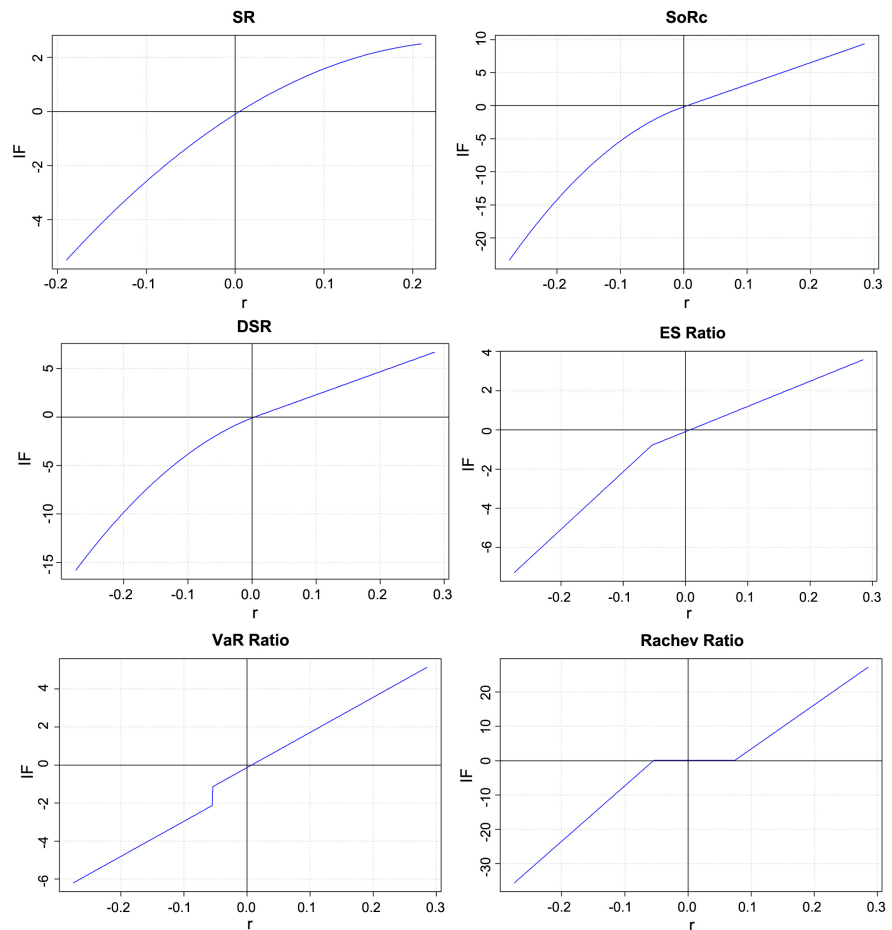 SR
2
0
-2
-4
IF
-0.2 -0.1 0.0 0.1 0.2
r
SoRc
10
5
0
-5
-10
-15
-20
IF
-0.2 -0.1 0.0 0.1 0.2 0.3
r
DSR
5
0
-5
-10
-15
IF
-0.2 -0.1 0.0 0.1 0.2 0.3
r
ES Ratio
4
2
0
-2
-4
-6
IF
-0.2 -0.1 0.0 0.1 0.2 0.3
r
VaR Ratio
4
2
0
-2
-4
-6
IF
-0.2 -0.1 0.0 0.1 0.2 0.3
r
Rachev Ratio
20
10
0
-10
-20
-30
IF
-0.2 -0.1 0.0 0.1 0.2 0.3
r